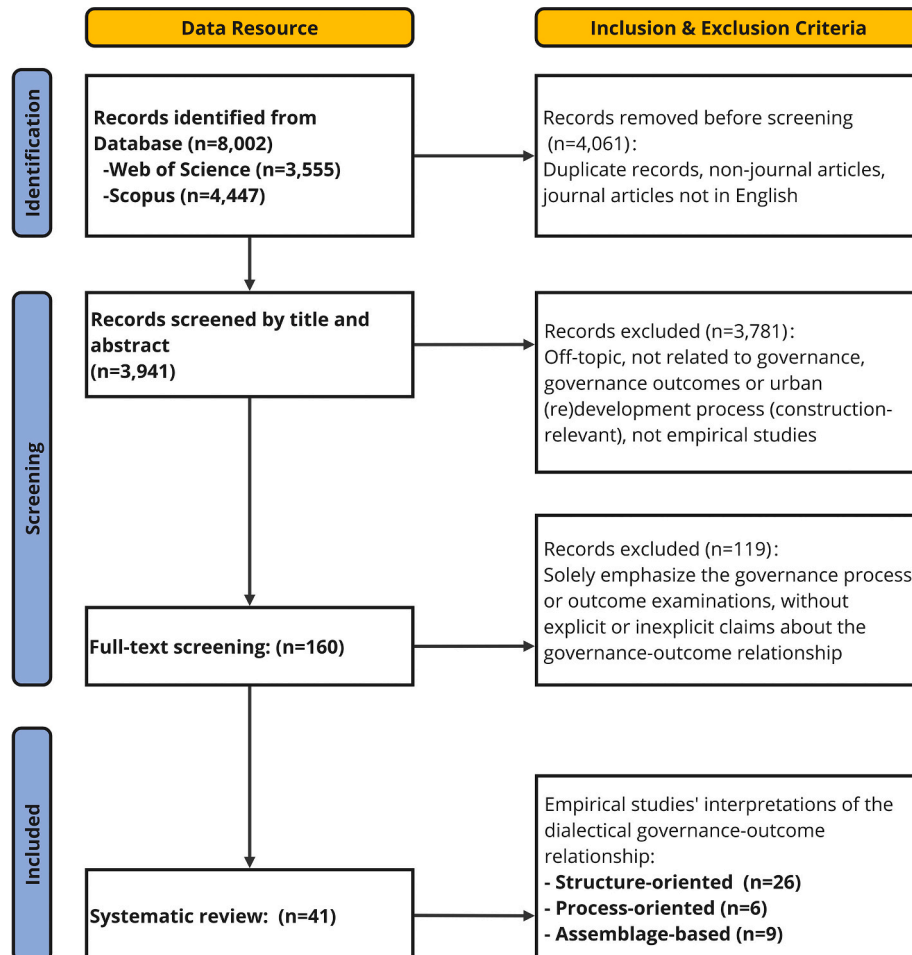 Data Resource
Inclusion & Exclusion Criteria
Identification
Records identified from
Database (n=8,002)
-Web of Science (n=3,555)
-Scopus (n=4,447)
Records removed before screening
(n=4,061):
Duplicate records, non-journal articles,
journal articles not in English
Screening
Records screened by title and
abstract
(n=3,941)
Records excluded (n=3,781):
Off-topic, not related to governance,
governance outcomes or urban
(re)development process (construction-
relevant), not empirical studies
Full-text screening: (n=160)
Records excluded (n=119):
Solely emphasize the governance process
or outcome examinations, without
explicit or inexplicit claims about the
governance-outcome relationship
Included
Systematic review: (n=41)
Empirical studies' interpretations of the
dialectical governance-outcome
relationship:
- Structure-oriented (n=26)
- Process-oriented (n=6)
- Assemblage-based (n=9)